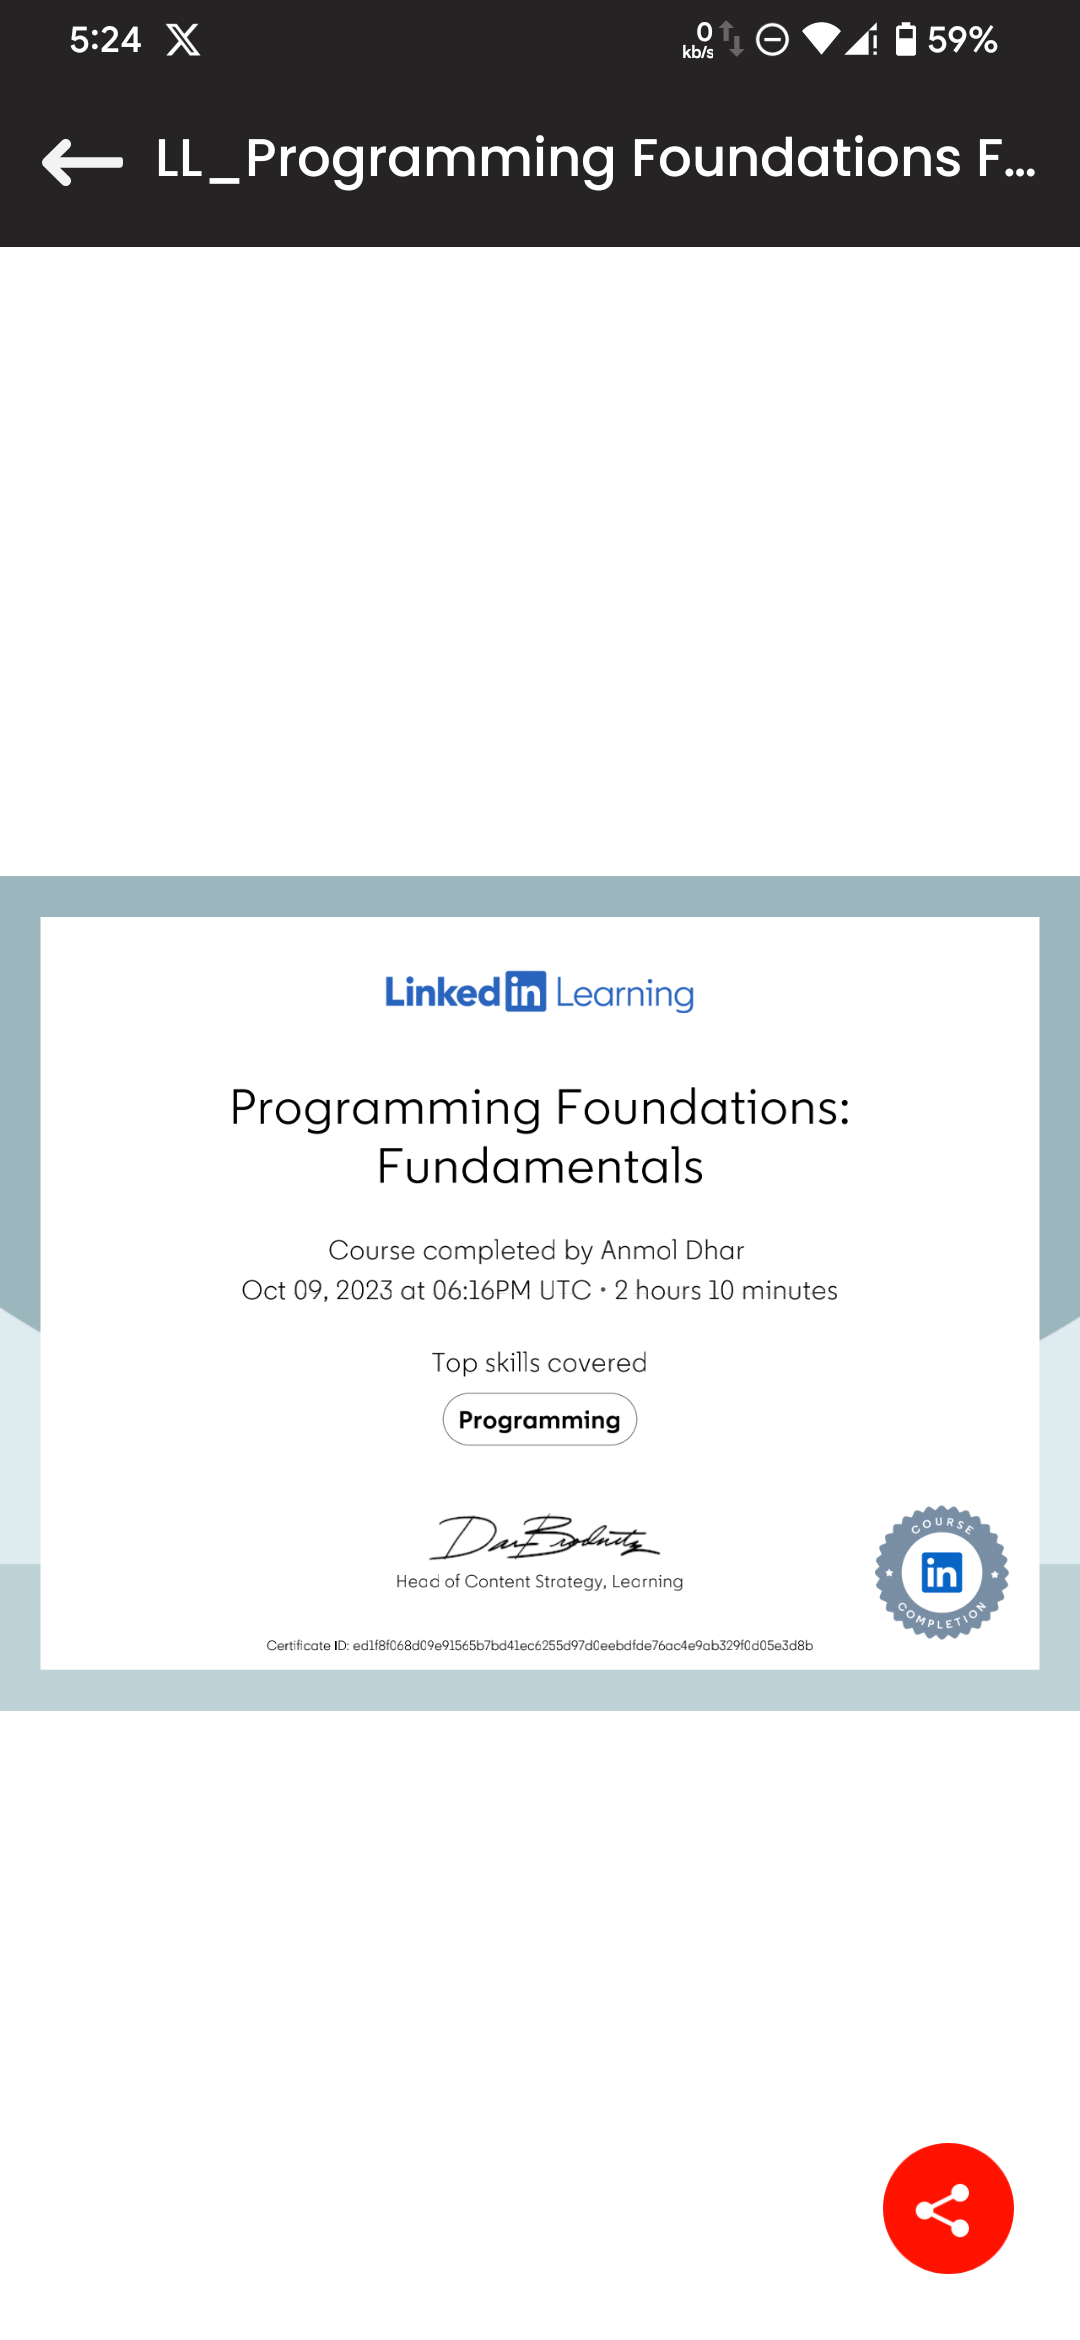 5:24
0
kb/s
59%
LL_Programming Foundations F...
Linked in Learning
Programming Foundations:
Fundamentals
Course completed by Anmol Dhar
Oct 09, 2023 at 06:16PM UTC • 2 hours 10 minutes
Top skills covered
Programming
Head of Content Strategy, Learning
COURSE
in
COMPLETION
Certificate ID: ed1f8f068d09e91565b7bd41ec6255d97d0eebdfde76ac4e9ab329f0d05e3d8b